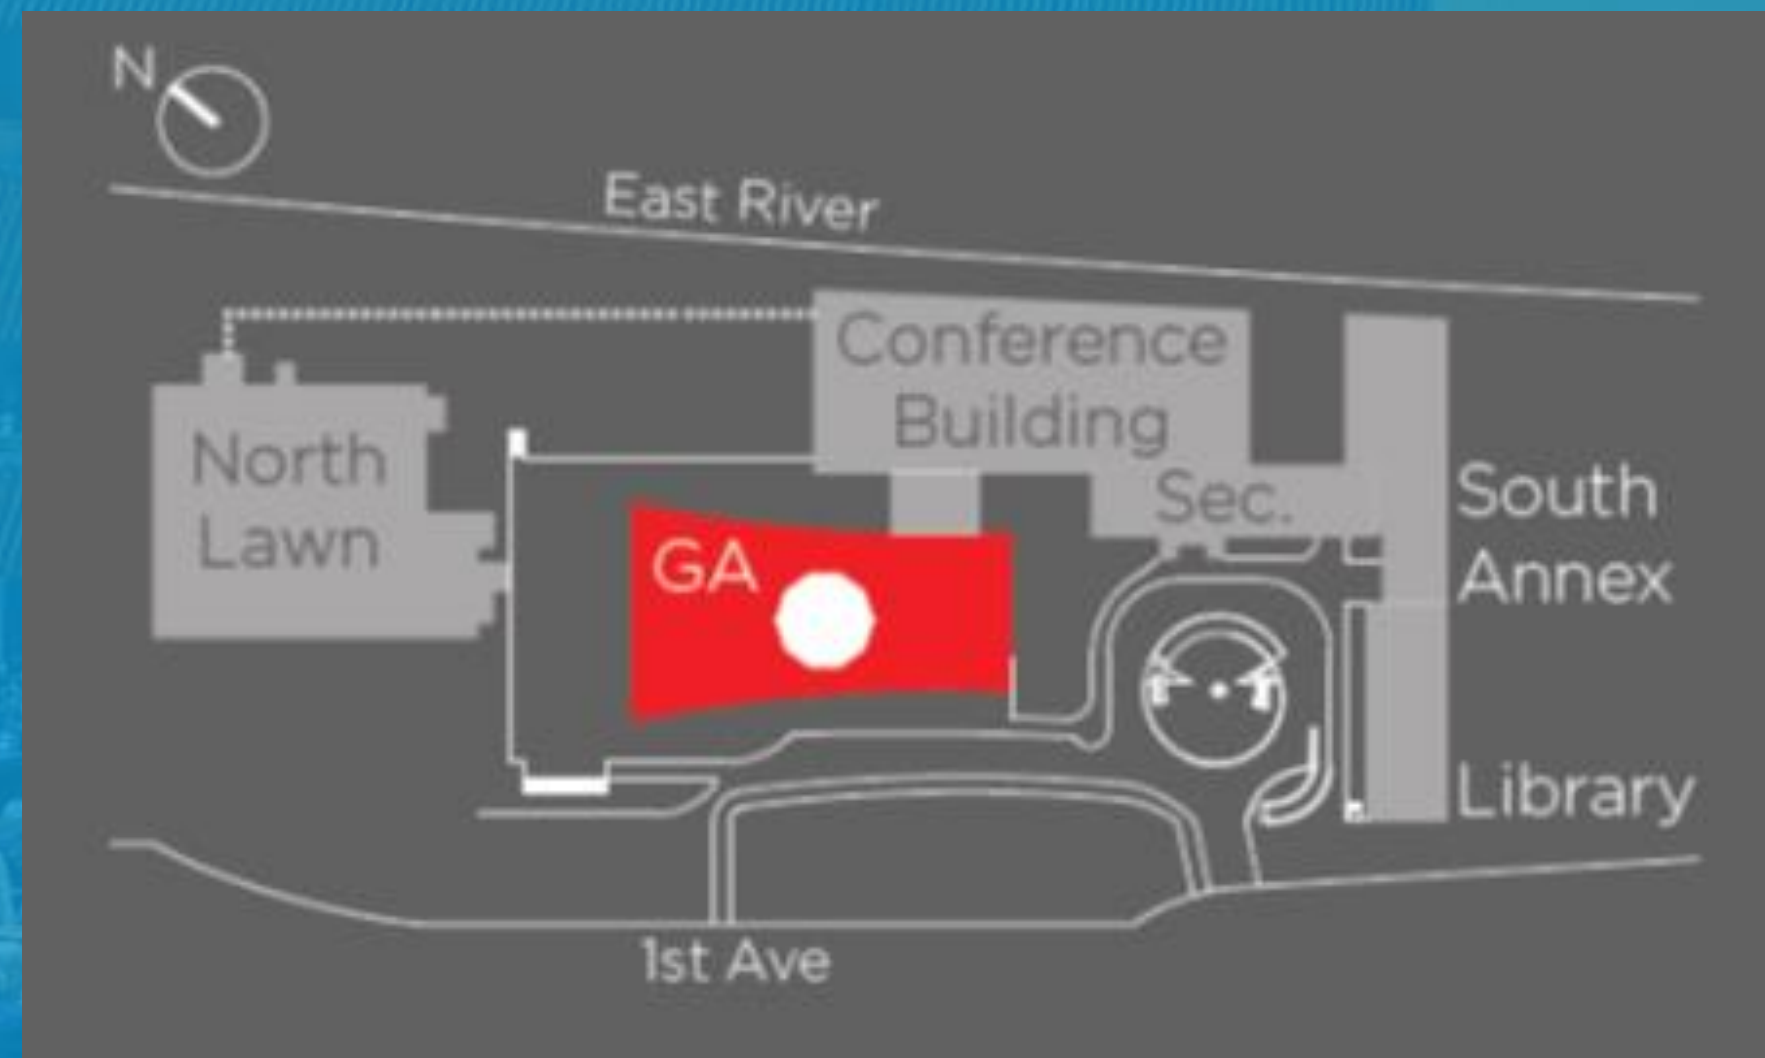 N
East River
Conference
Building
North
Lawn
Sec.
South
Annex
GA
Library
1st Ave